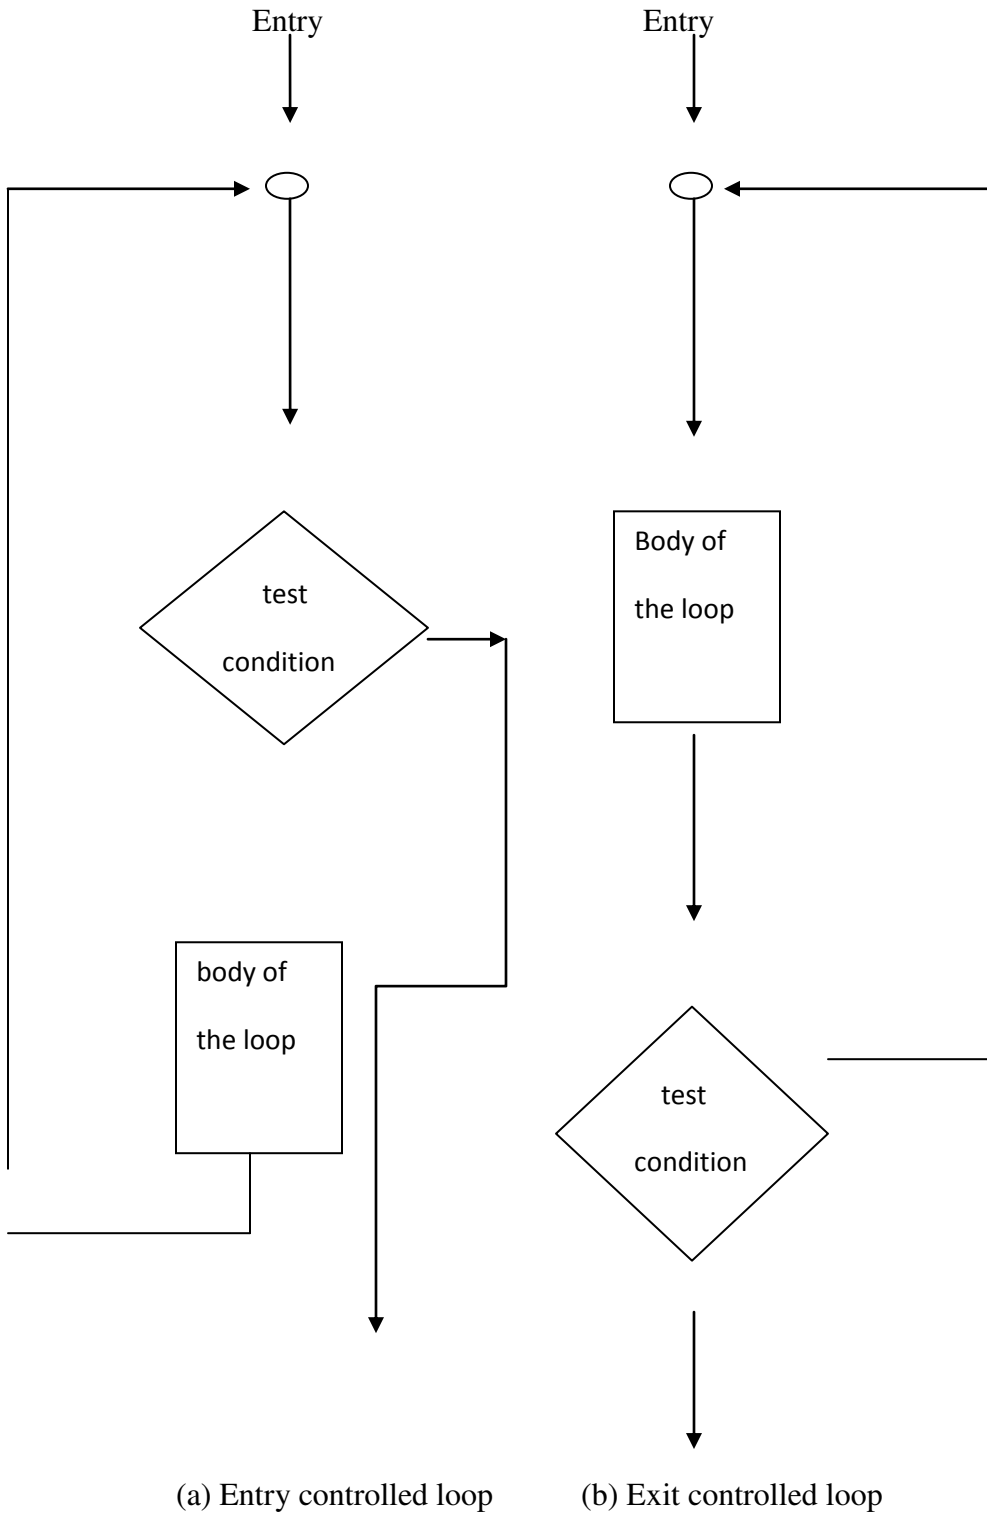 Entry
Entry
test
condition
Body of
the loop
body of
the loop
test
condition
(a) Entry controlled loop
(b) Exit controlled loop